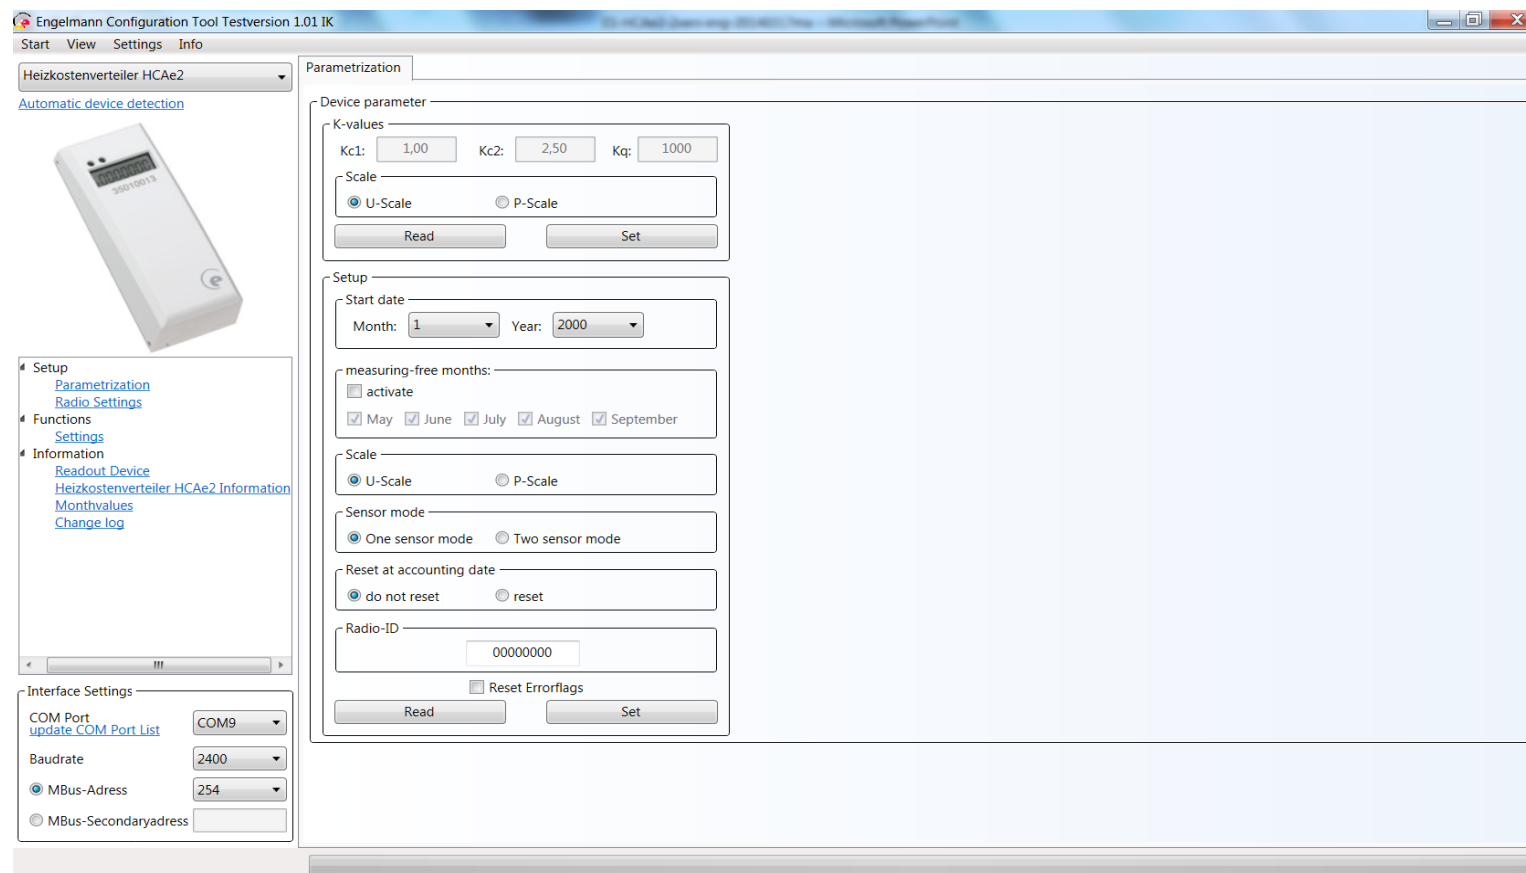 Engelmann Configuration Tool Testversion 1.01 IK
Start View Settings Info
Heizkostenverteiler HCAe2
Automatic device detection
35010013
Setup
Parametrization
Radio Settings
Functions
Settings
Information
Readout Device
Heizkostenverteiler HCAe2 Information
Monthvalues
Change log
Interface Settings
COM Port
update COM Port List
COM9
Baudrate
2400
MBus-Adress
254
MBus-Secondaryadress
Parametrization
Device parameter
K-values
Kc1: 1,00 Kc2: 2,50 Kq: 1000
Scale
U-Scale P-Scale
Read Set
Setup
Start date
Month: 1 Year: 2000
measuring-free months:
activate
May June July August September
Scale
U-Scale P-Scale
Sensor mode
One sensor mode Two sensor mode
Reset at accounting date
do not reset reset
Radio-ID
00000000
Reset Errorflags
Read Set